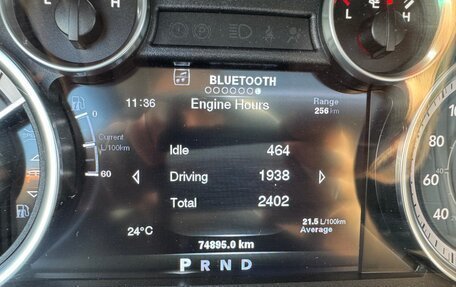 L H
L H
BLUETOOTH
11:36
Engine Hours
Range
256 km
0
Current
L/100km
60
Idle 464
Driving 1938
Total 2402
24°C
21.5 L/100km
Average
74895.0 km
P R N D
100
80
60
40